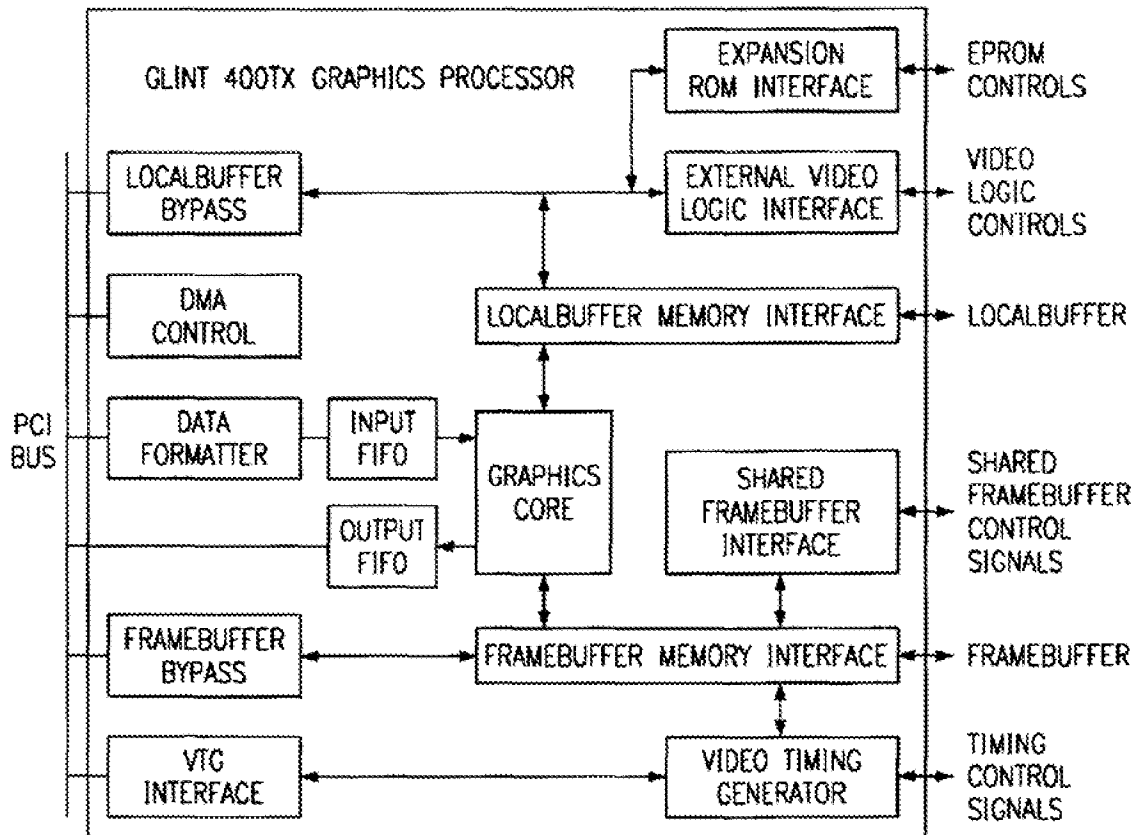 GLINT 400TX GRAPHICS PROCESSOR
EXPANSION
ROM INTERFACE
EPROM
CONTROLS
LOCALBUFFER
BYPASS
EXTERNAL VIDEO
LOGIC INTERFACE
VIDEO
LOGIC
CONTROLS
DMA
CONTROL
LOCALBUFFER MEMORY INTERFACE
LOCALBUFFER
PCI
BUS
DATA
FORMATTER
INPUT
FIFO
GRAPHICS
CORE
SHARED
FRAMEBUFFER
INTERFACE
SHARED
FRAMEBUFFER
CONTROL
SIGNALS
OUTPUT
FIFO
FRAMEBUFFER
BYPASS
FRAMEBUFFER MEMORY INTERFACE
FRAMEBUFFER
VTG
INTERFACE
VIDEO TIMING
GENERATOR
TIMING
CONTROL
SIGNALS